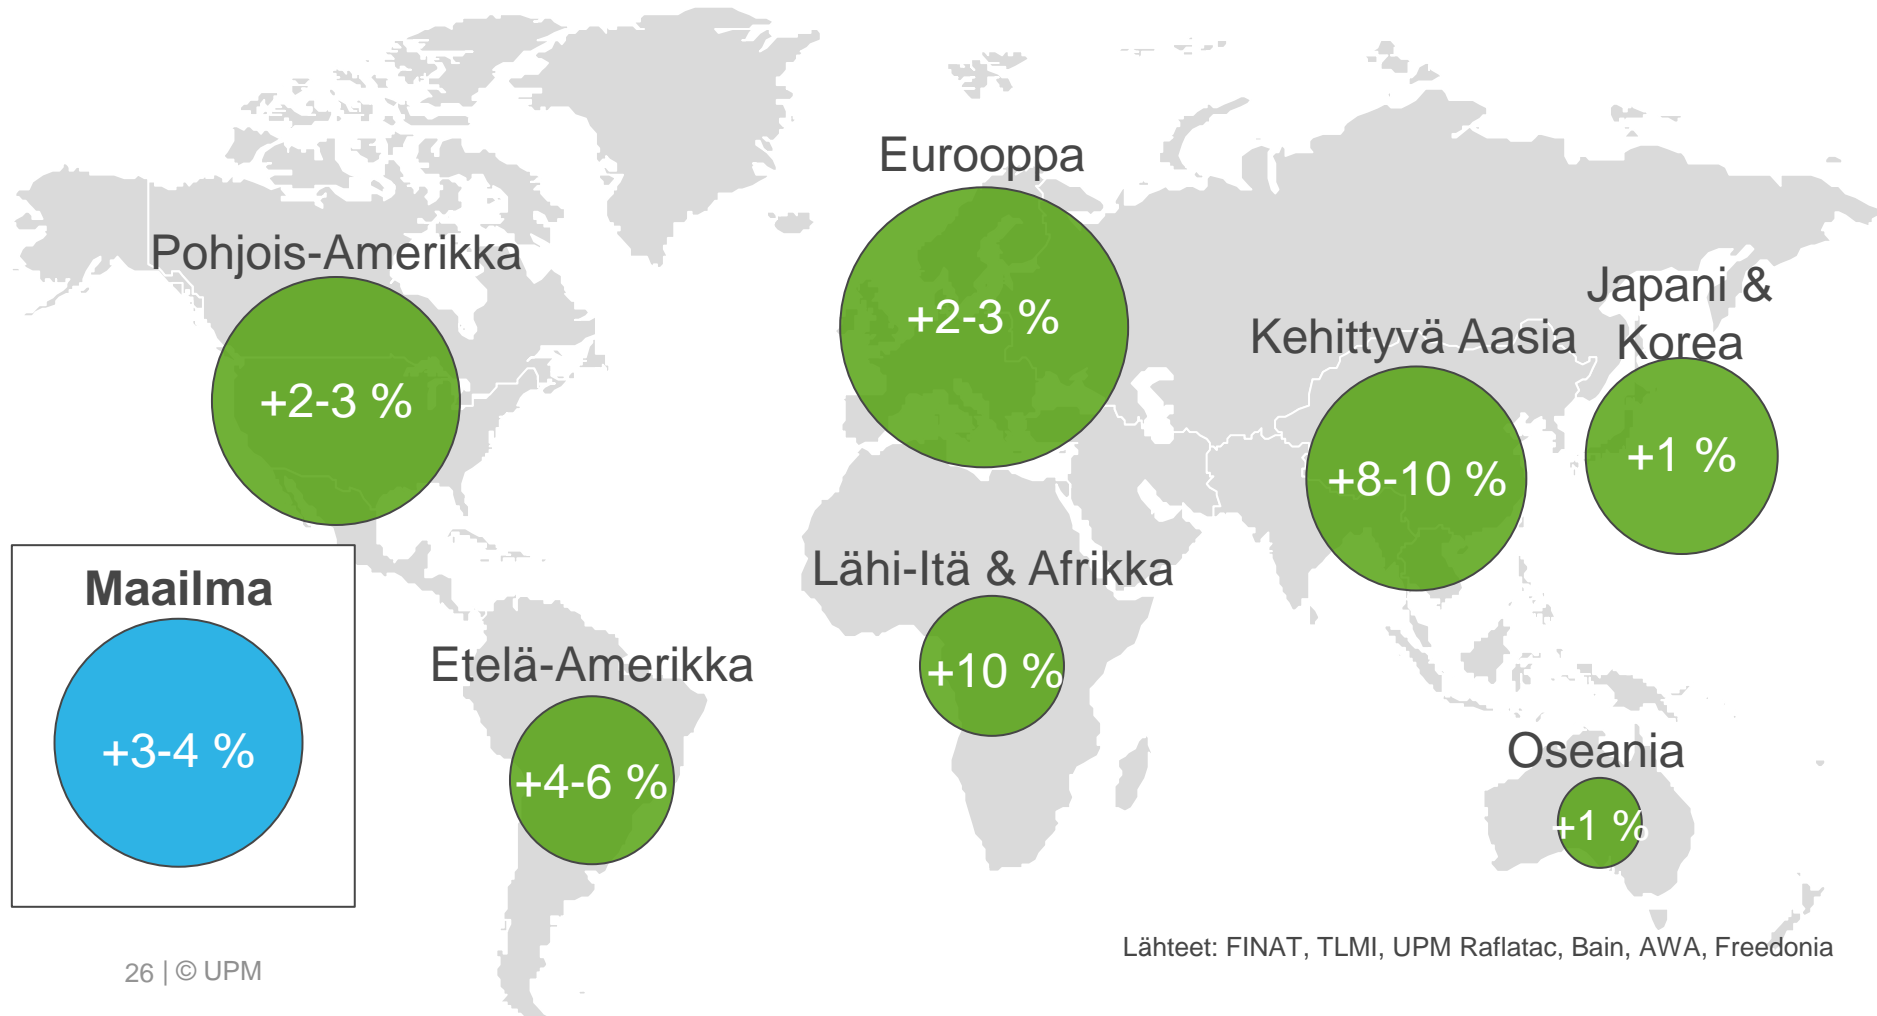 Eurooppa
+2-3 %
Pohjois-Amerikka
+2-3 %
Japani &
Korea
+1 %
Kehittyvä Aasia
+8-10 %
Lähi-Itä & Afrikka
+10 %
Maailma
+3-4 %
Etelä-Amerikka
+4-6 %
Oseania
+1 %
Lähteet: FINAT, TLMI, UPM Raflatac, Bain, AWA, Freedonia
26 | © UPM